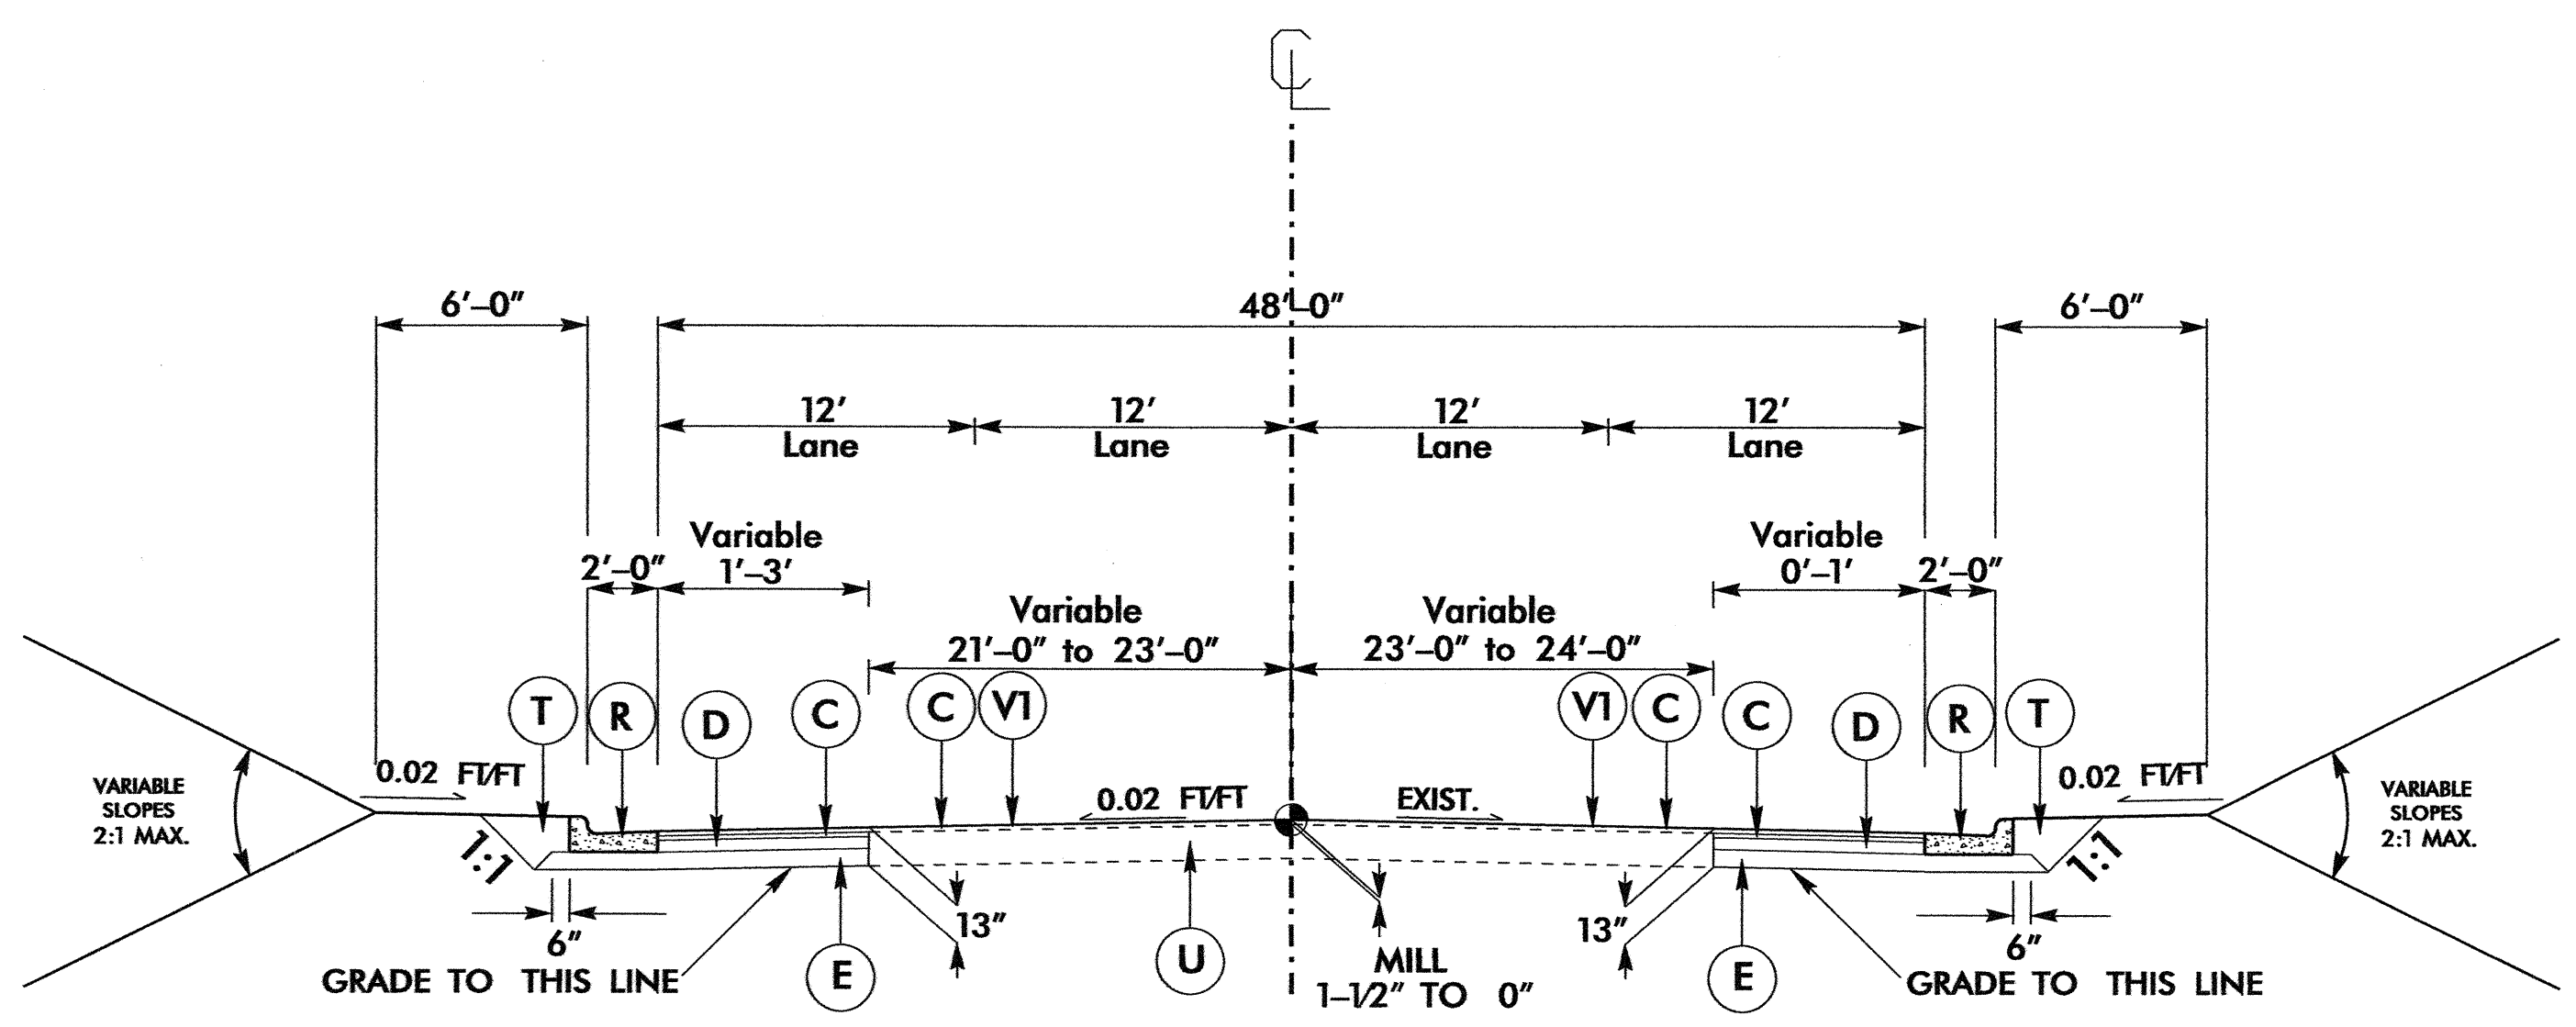 CL
6'–0"
48'–0"
6'–0"
12'
Lane
12'
Lane
12'
Lane
12'
Lane
2'–0"
Variable
1'–3'
Variable
0'–1'
2'–0"
Variable
21'–0" to 23'–0"
Variable
23'–0" to 24'–0"
T
R
D
C
C
V1
V1
C
C
D
R
T
VARIABLE
SLOPES
2:1 MAX.
0.02 FT/FT
0.02 FT/FT
EXIST.
0.02 FT/FT
VARIABLE
SLOPES
2:1 MAX.
1:1
1:1
6"
13"
13"
6"
GRADE TO THIS LINE
E
U
MILL
1–1/2" TO 0"
E
GRADE TO THIS LINE